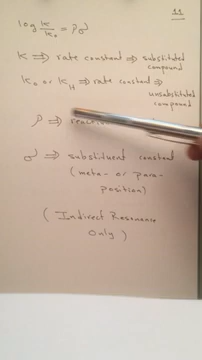 11
log K/K₀ = ρσ
K ⇒ rate constant ⇒ substituted
compound
K₀ or K_H ⇒ rate constant ⇒
unsubstituted
compound
ρ ⇒
σ ⇒ substituent constant
(meta- or para-
position)
(Indirect Resonance
Only)